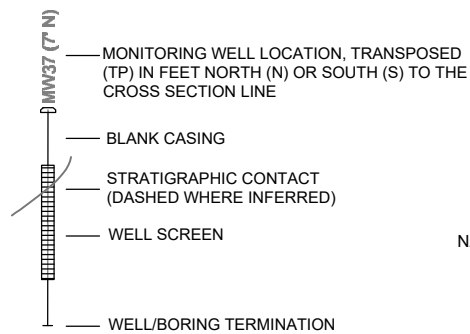 MW37 (7' N)
MONITORING WELL LOCATION, TRANSPOSED
(TP) IN FEET NORTH (N) OR SOUTH (S) TO THE
CROSS SECTION LINE
BLANK CASING
STRATIGRAPHIC CONTACT
(DASHED WHERE INFERRED)
WELL SCREEN
N
WELL/BORING TERMINATION